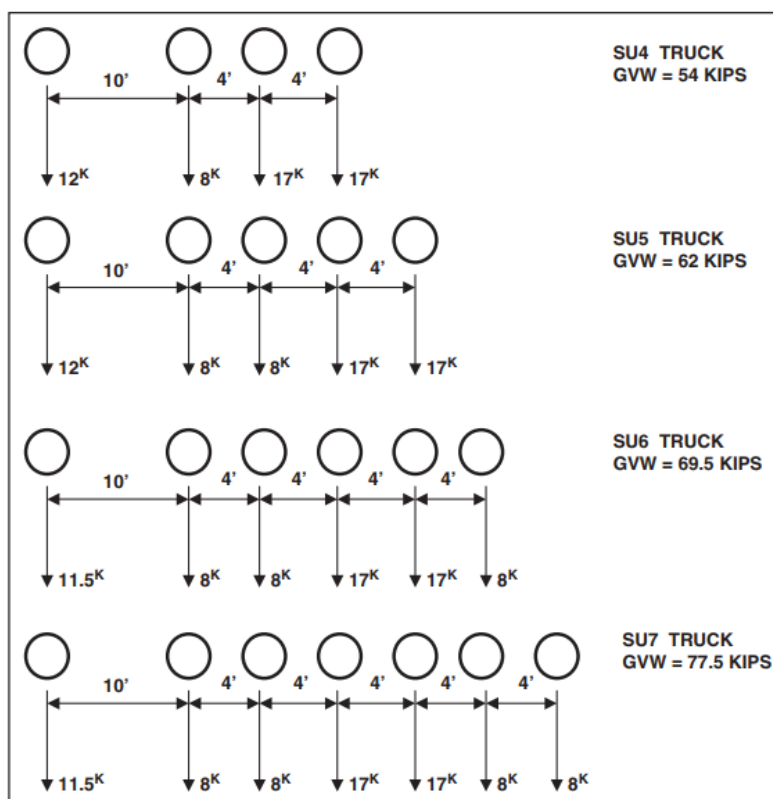 SU4 TRUCK
GVW = 54 KIPS
10' 4' 4'
12K 8K 17K 17K
SU5 TRUCK
GVW = 62 KIPS
10' 4' 4' 4'
12K 8K 8K 17K 17K
SU6 TRUCK
GVW = 69.5 KIPS
10' 4' 4' 4' 4'
11.5K 8K 8K 17K 17K 8K
SU7 TRUCK
GVW = 77.5 KIPS
10' 4' 4' 4' 4' 4'
11.5K 8K 8K 17K 17K 8K 8K